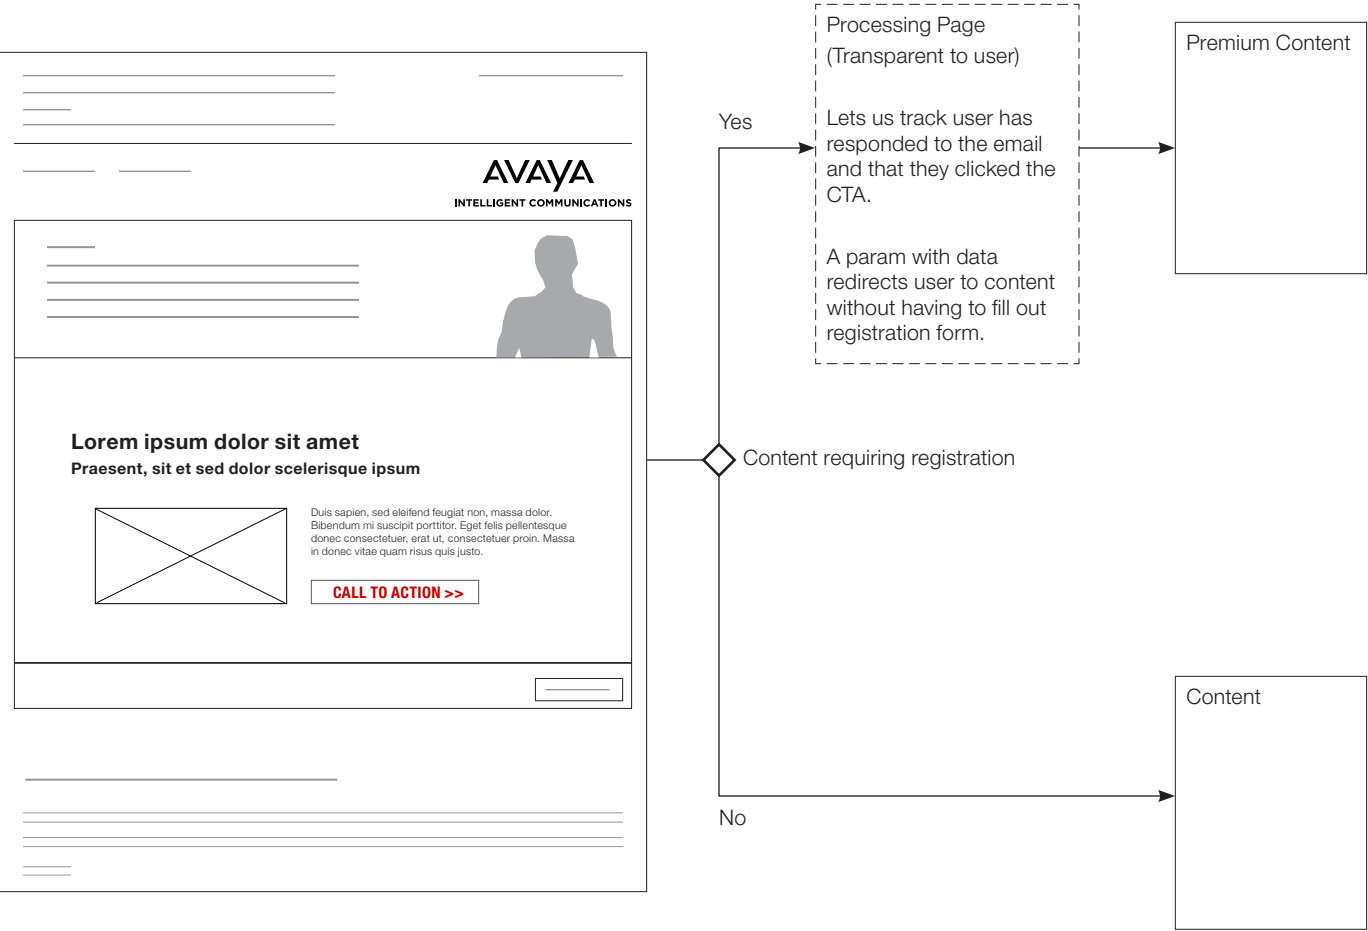 AVAYA
INTELLIGENT COMMUNICATIONS
Lorem ipsum dolor sit amet
Praesent, sit et sed dolor scelerisque ipsum
Duis sapien, sed eleifend feugiat non, massa dolor.
Bibendum mi suscipit porttitor. Eget felis pellentesque
donec consectetuer, erat ut, consectetuer proin. Massa
in donec vitae quam risus quis justo.
CALL TO ACTION >>
Content requiring registration
Yes
Processing Page
(Transparent to user)
Lets us track user has
responded to the email
and that they clicked the
CTA.
A param with data
redirects user to content
without having to fill out
registration form.
Premium Content
No
Content